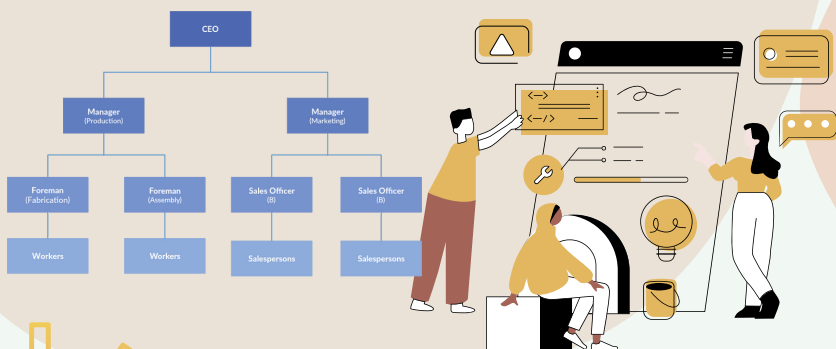 CEO
Manager
(Production)
Manager
(Marketing)
Foreman
(Fabrication)
Foreman
(Assembly)
Sales Officer
(B)
Sales Officer
(B)
Workers
Workers
Salespersons
Salespersons